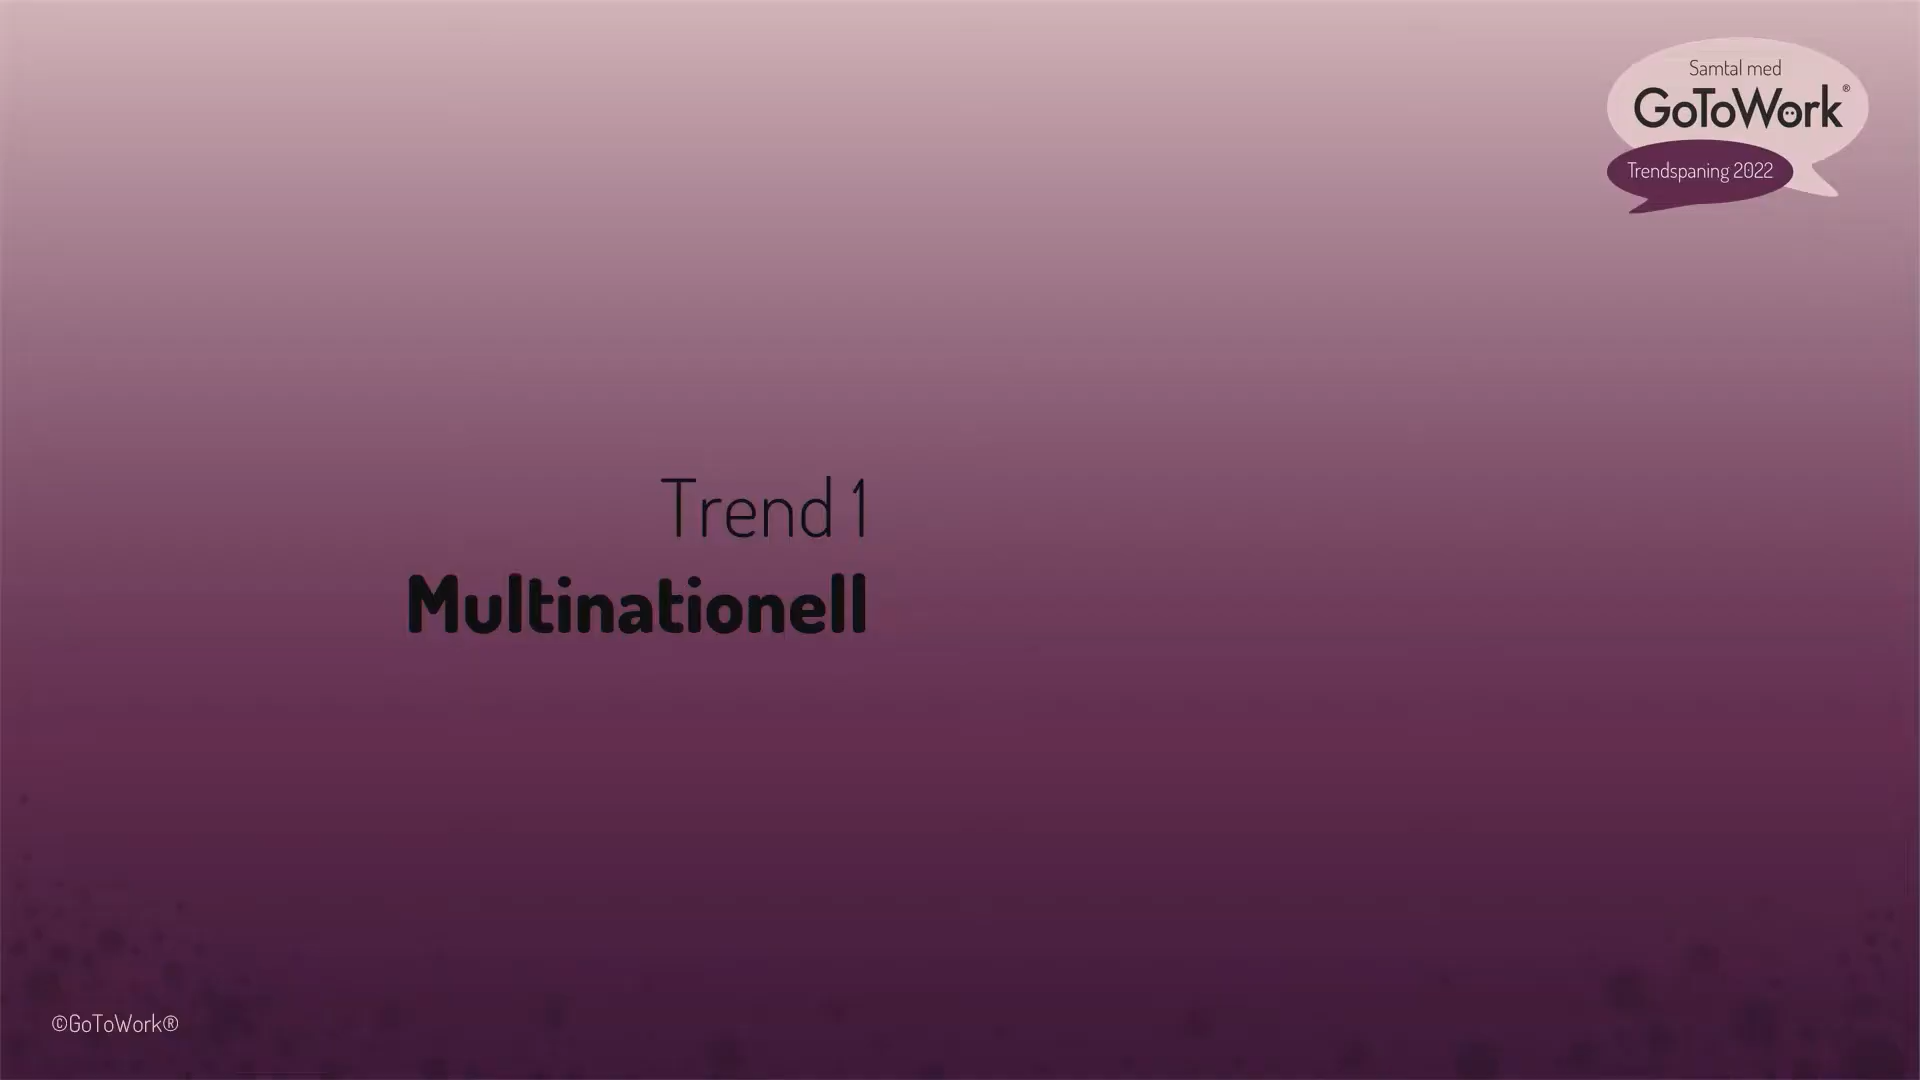 Samtal med
GoToWork®
Trendspaning 2022
Trend 1
Multinationell
©GoToWork®